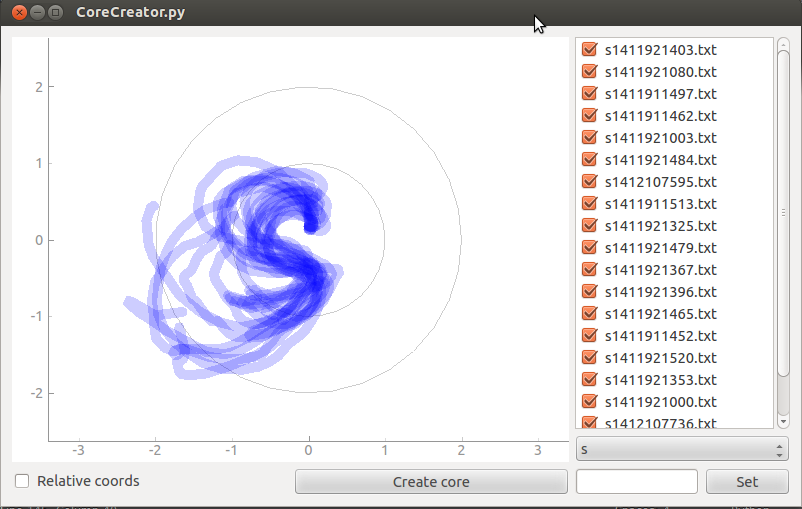 CoreCreator.py
s1411921403.txt
s1411921080.txt
s1411911497.txt
s1411911462.txt
s1411921003.txt
s1411921484.txt
s1412107595.txt
s1411911513.txt
s1411921325.txt
s1411921479.txt
s1411921367.txt
s1411921396.txt
s1411921465.txt
s1411911452.txt
s1411921520.txt
s1411921353.txt
s1411921000.txt
s1412107736.txt
2
1
0
-1
-2
-3 -2 -1 0 1 2 3
s
Relative coords
Create core
Set